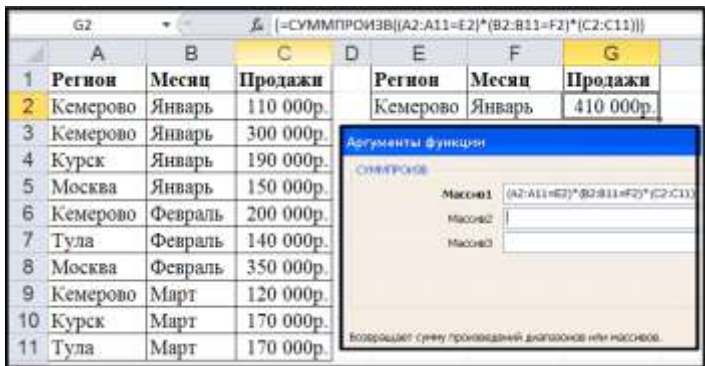 G2 fx {=СУММПРОИЗВ((A2:A11=E2)*(B2:B11=F2)*(C2:C11))}
A B C D E F G
1 Регион Месяц Продажи Регион Месяц Продажи
2 Кемерово Январь 110 000р. Кемерово Январь 410 000р.
3 Кемерово Январь 300 000р.
Аргументы функции
4 Курск Январь 190 000р.
СУММПРОИЗВ
5 Москва Январь 150 000р.
Массив1 (A2:A11=E2)*(B2:B11=F2)*(C2:C11)
6 Кемерово Февраль 200 000р.
Массив2
7 Тула Февраль 140 000р.
Массив3
8 Москва Февраль 350 000р.
9 Кемерово Март 120 000р.
10 Курск Март 170 000р.
11 Тула Март 170 000р.
Возвращает сумму произведений диапазонов или массивов.